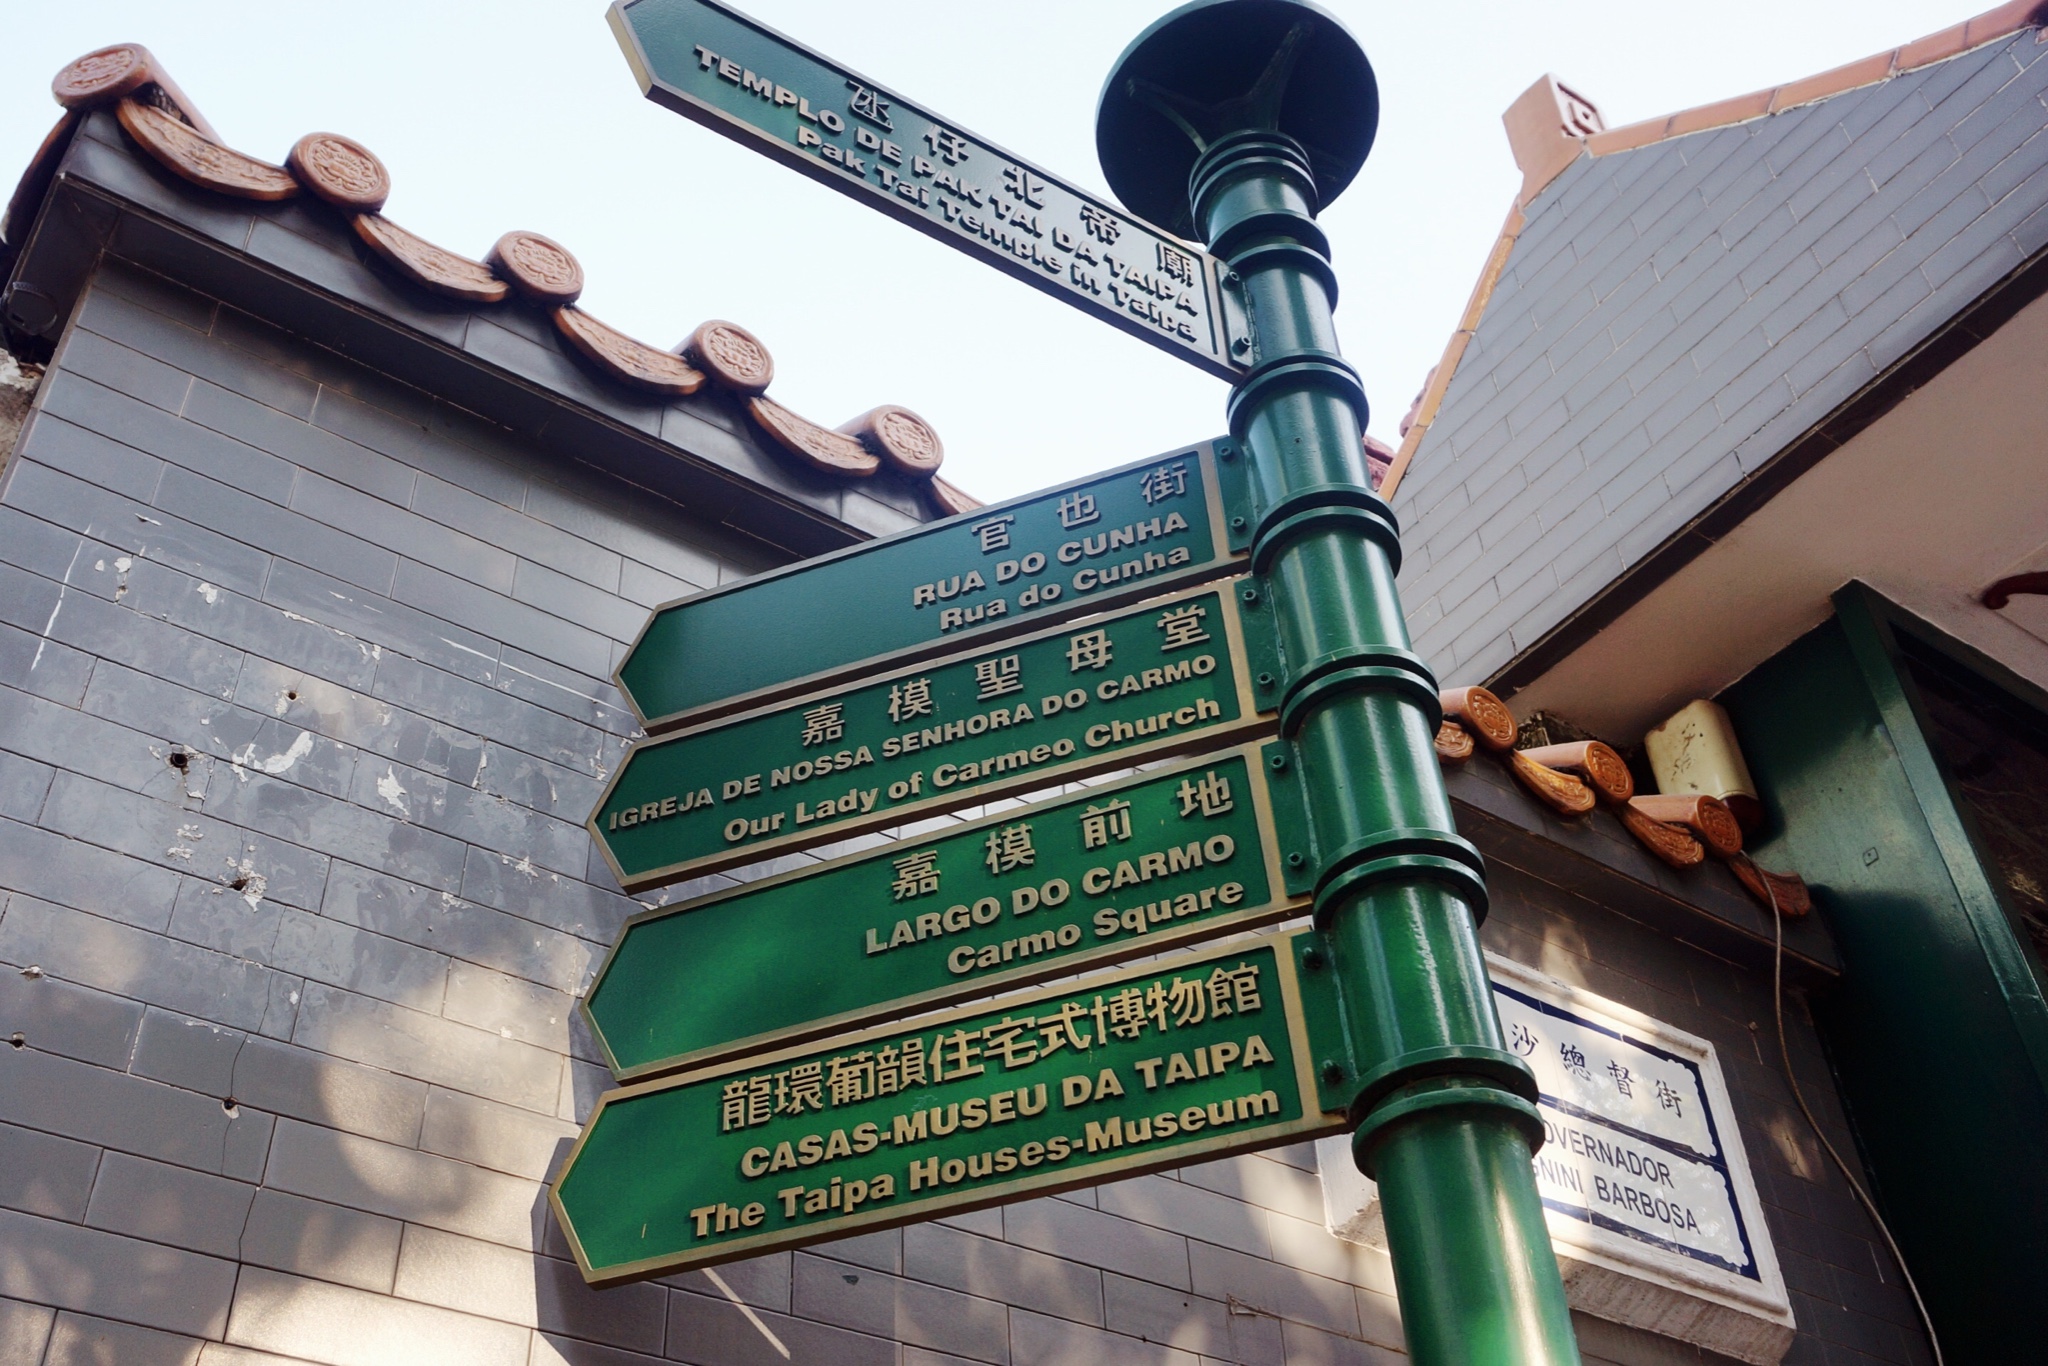 氹仔北帝廟
TEMPLO DE PAK TAI DA TAIPA
Pak Tai Temple in Taipa
官也街
RUA DO CUNHA
Rua do Cunha
嘉模聖母堂
IGREJA DE NOSSA SENHORA DO CARMO
Our Lady of Carmeo Church
嘉模前地
LARGO DO CARMO
Carmo Square
龍環葡韻住宅式博物館
CASAS-MUSEU DA TAIPA
The Taipa Houses-Museum
沙總督街
OVERNADOR
GNINI BARBOSA